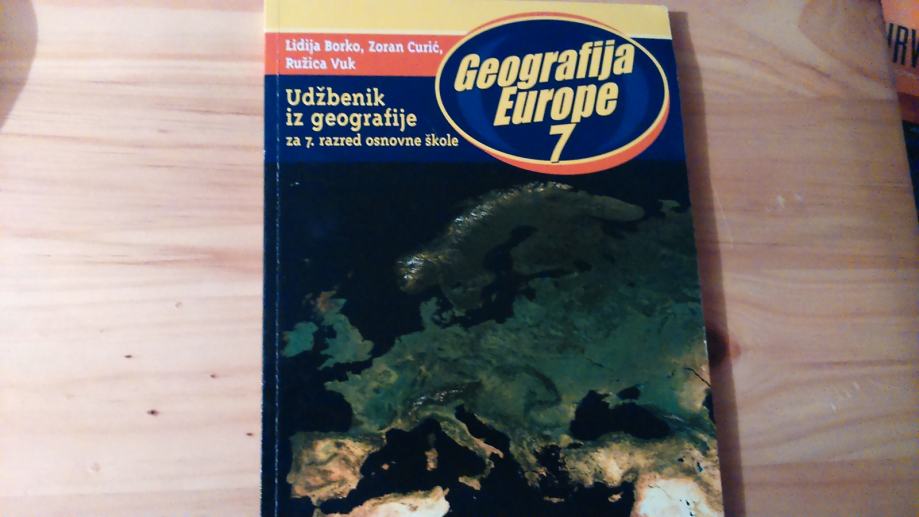 Lidija Borko, Zoran Curić,
Ružica Vuk
Geografija
Europe
7
Udžbenik
iz geografije
za 7. razred osnovne škole